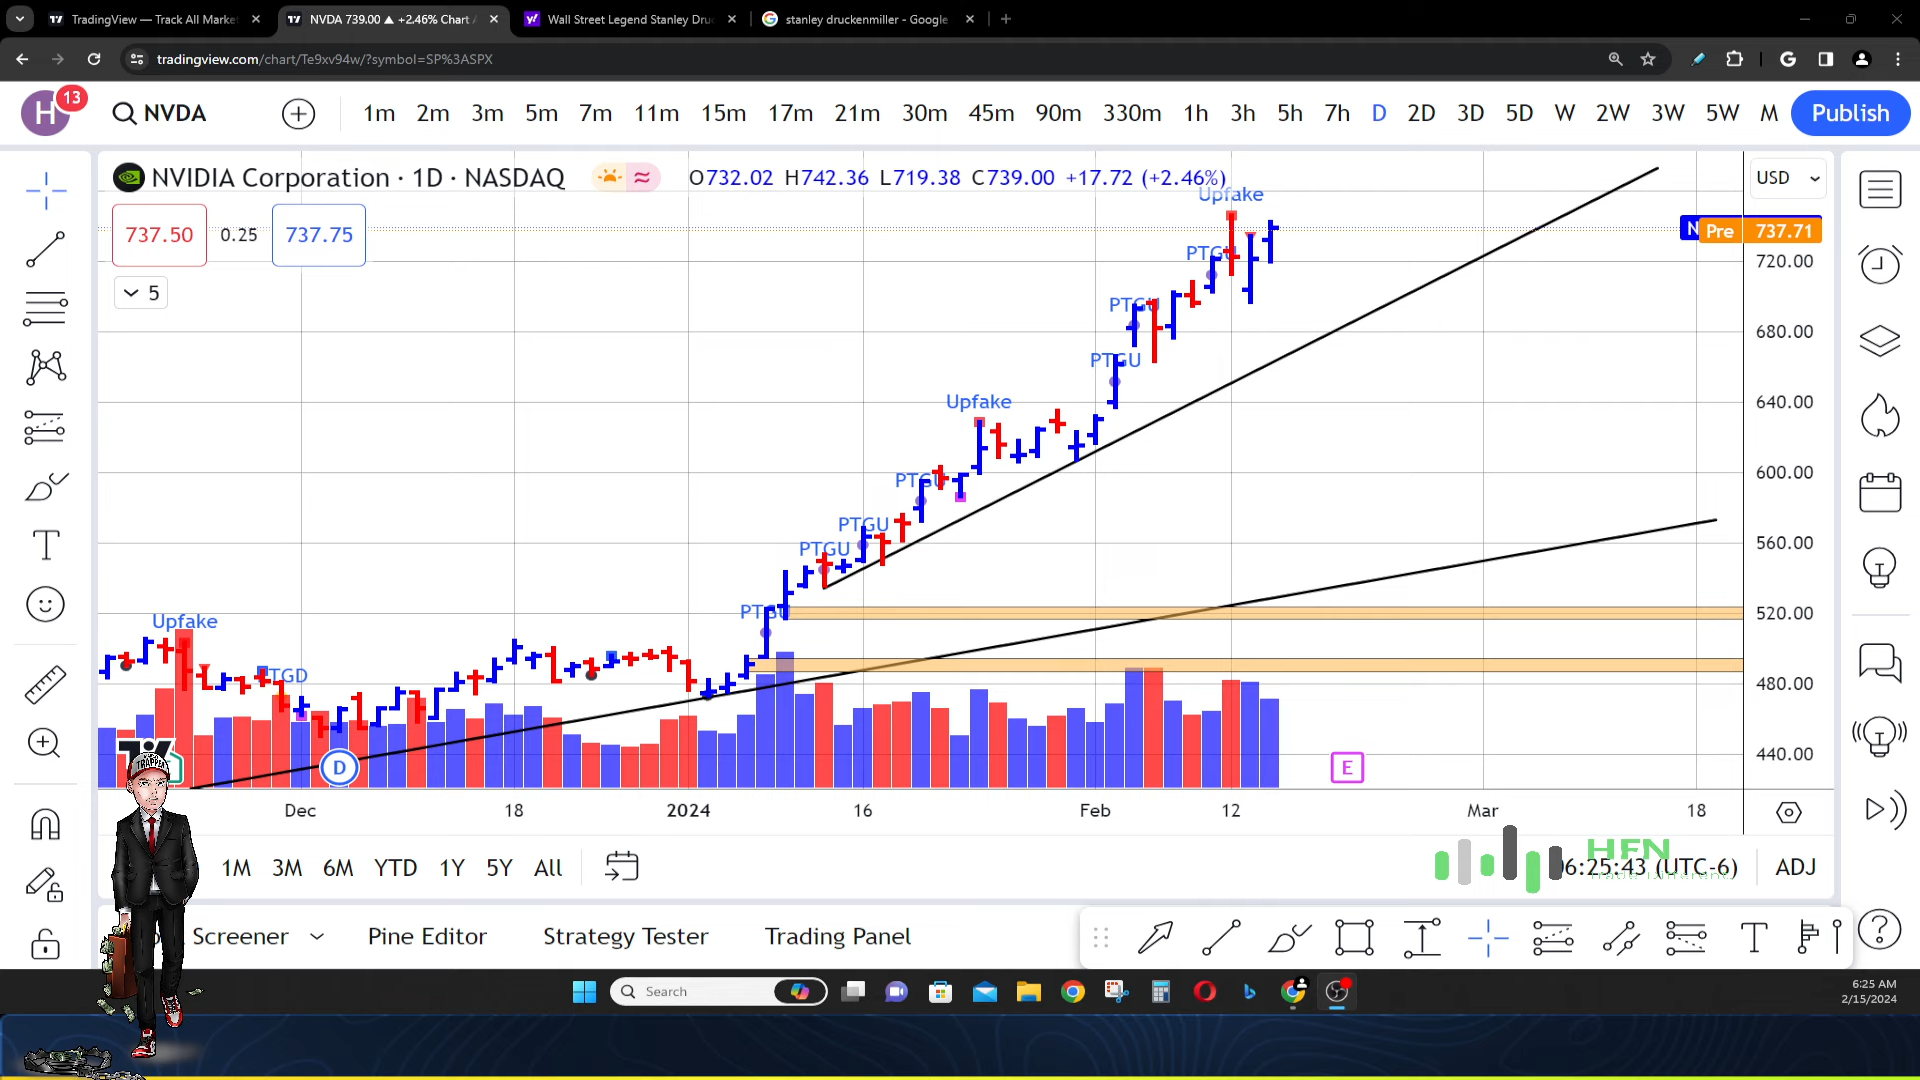 TradingView — Track All Marke
NVDA 739.00 ▲ +2.46% Chart
Wall Street Legend Stanley Dru
stanley druckenmiller - Google
tradingview.com/chart/Te9xv94w/?symbol=SP%3ASPX
H 13 NVDA 1m 2m 3m 5m 7m 11m 15m 17m 21m 30m 45m 90m 330m 1h 3h 5h 7h D 2D 3D 5D W 2W 3W 5W M Publish
NVIDIA Corporation · 1D · NASDAQ O732.02 H742.36 L719.38 C739.00 +17.72 (+2.46%) USD
Upfake
737.50 0.25 737.75
N Pre 737.71
PTGU
720.00
5
PTGU
680.00
PTGU
Upfake
640.00
PTGU
600.00
PTGU
560.00
PTGU
PTGU
520.00
Upfake
TGD
480.00
440.00
D E
Dec 18 2024 16 Feb 12 Mar 18
TRAPPER
1M 3M 6M YTD 1Y 5Y All
HFN
06:25:43 (UTC-6) ADJ
Screener Pine Editor Strategy Tester Trading Panel
Search
6:25 AM
2/15/2024